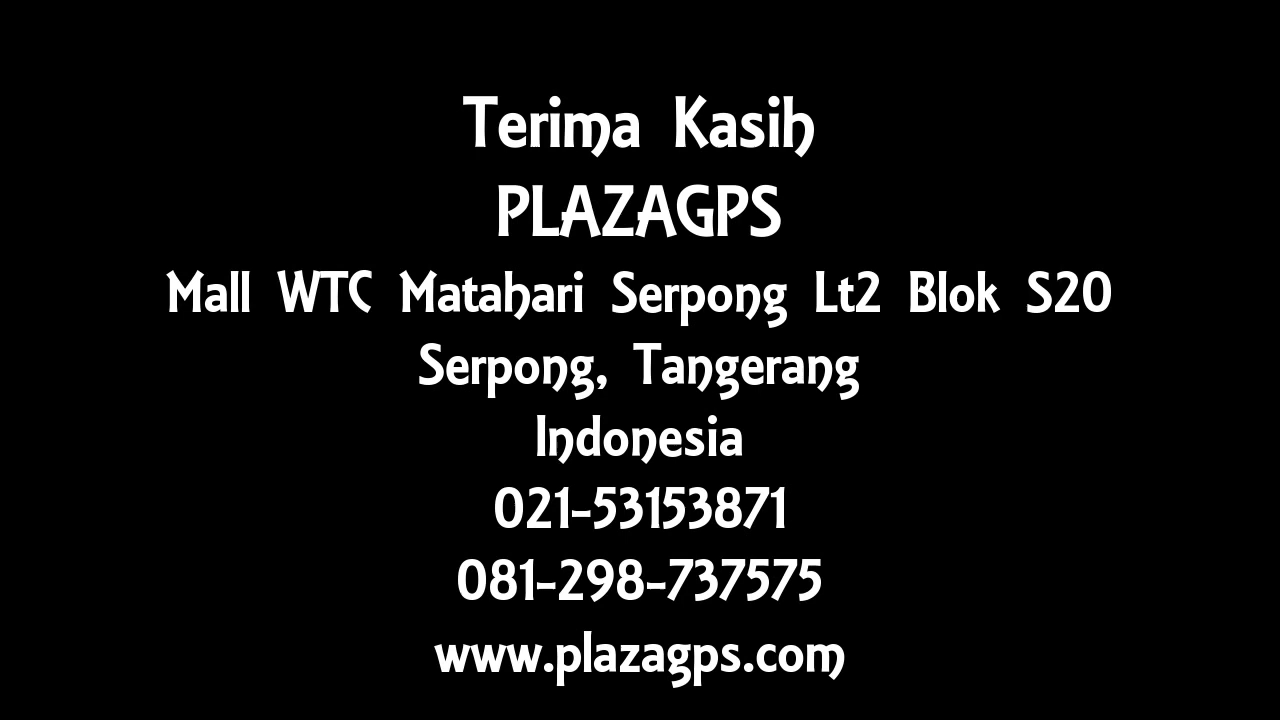 Terima Kasih
PLAZAGPS
Mall WTC Matahari Serpong Lt2 Blok S20
Serpong, Tangerang
Indonesia
021-53153871
081-298-737575
www.plazagps.com